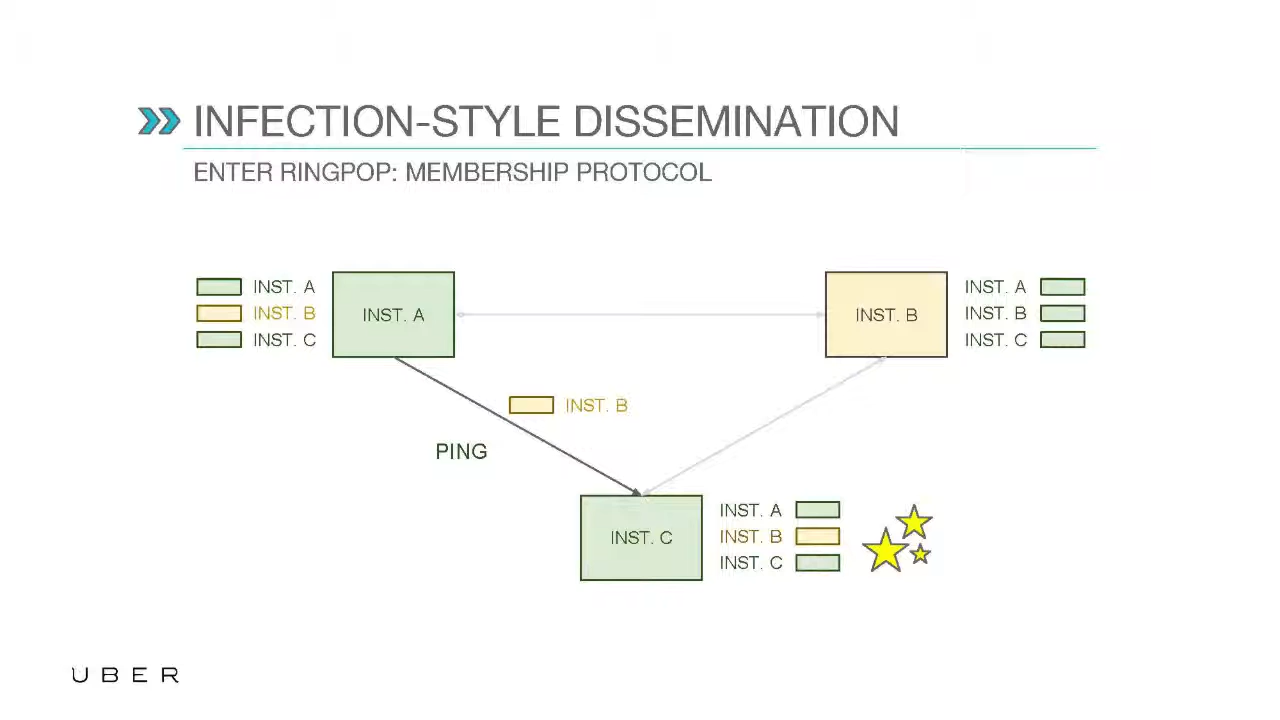 INFECTION-STYLE DISSEMINATION
ENTER RINGPOP: MEMBERSHIP PROTOCOL
INST. A
INST. B
INST. C
INST. A
INST. B
INST. A
INST. B
INST. C
INST. B
PING
INST. C
INST. A
INST. B
INST. C
UBER